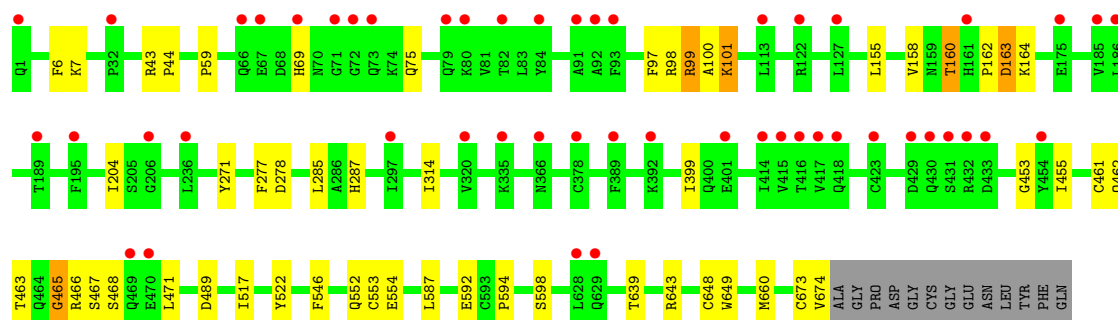 Q1 F6 K7 P32 R43 P44 P59 Q66 E67 D68 H69 N70 G71 G72 Q73 K74 Q75 Q79 K80 V81 T82 L83 Y84 A91 A92 F93 F97 R98 R99 A100 K101 L113 R122 L127 L155 V158 N159 T160 H161 P162 D163 K164 E175 V185 L186
T189 F195 I204 S205 G206 L236 Y271 F277 D278 L285 A286 H287 I297 I314 V320 K335 N366 C378 F389 K392 I399 Q400 E401 I414 V415 T416 V417 Q418 C423 D429 Q430 S431 R432 D433 G453 Y454 I455 C461 Q462
T463 Q464 G465 R466 S467 S468 Q469 E470 L471 D489 I517 Y522 F546 Q552 C553 E554 L587 E592 C593 P594 S598 L628 Q629 T639 R643 C648 W649 M660 C673 V674 ALA GLY PRO ASP GLY CYS GLY GLU ASN LEU TYR PHE GLN